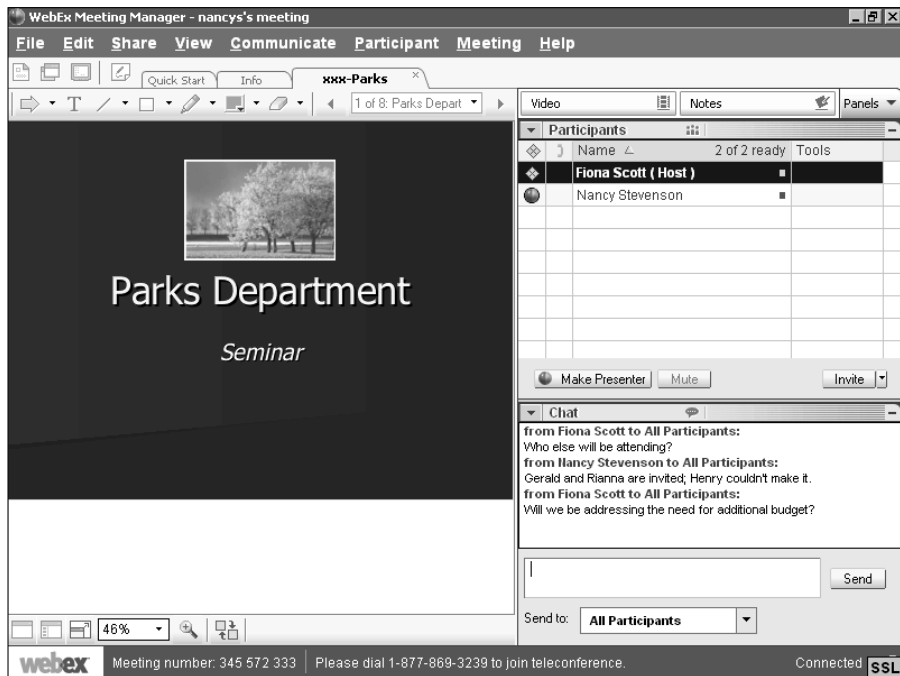 WebEx Meeting Manager - nancys's meeting
File Edit Share View Communicate Participant Meeting Help
Quick Start Info xxx-Parks
T 1 of 8: Parks Depart
Video Notes Panels
Participants
Name 2 of 2 ready Tools
Fiona Scott ( Host )
Nancy Stevenson
Parks Department
Seminar
Make Presenter Mute Invite
Chat
from Fiona Scott to All Participants:
Who else will be attending?
from Nancy Stevenson to All Participants:
Gerald and Rianna are invited; Henry couldn't make it.
from Fiona Scott to All Participants:
Will we be addressing the need for additional budget?
Send
Send to: All Participants
46%
webex Meeting number: 345 572 333 Please dial 1-877-869-3239 to join teleconference. Connected SSL